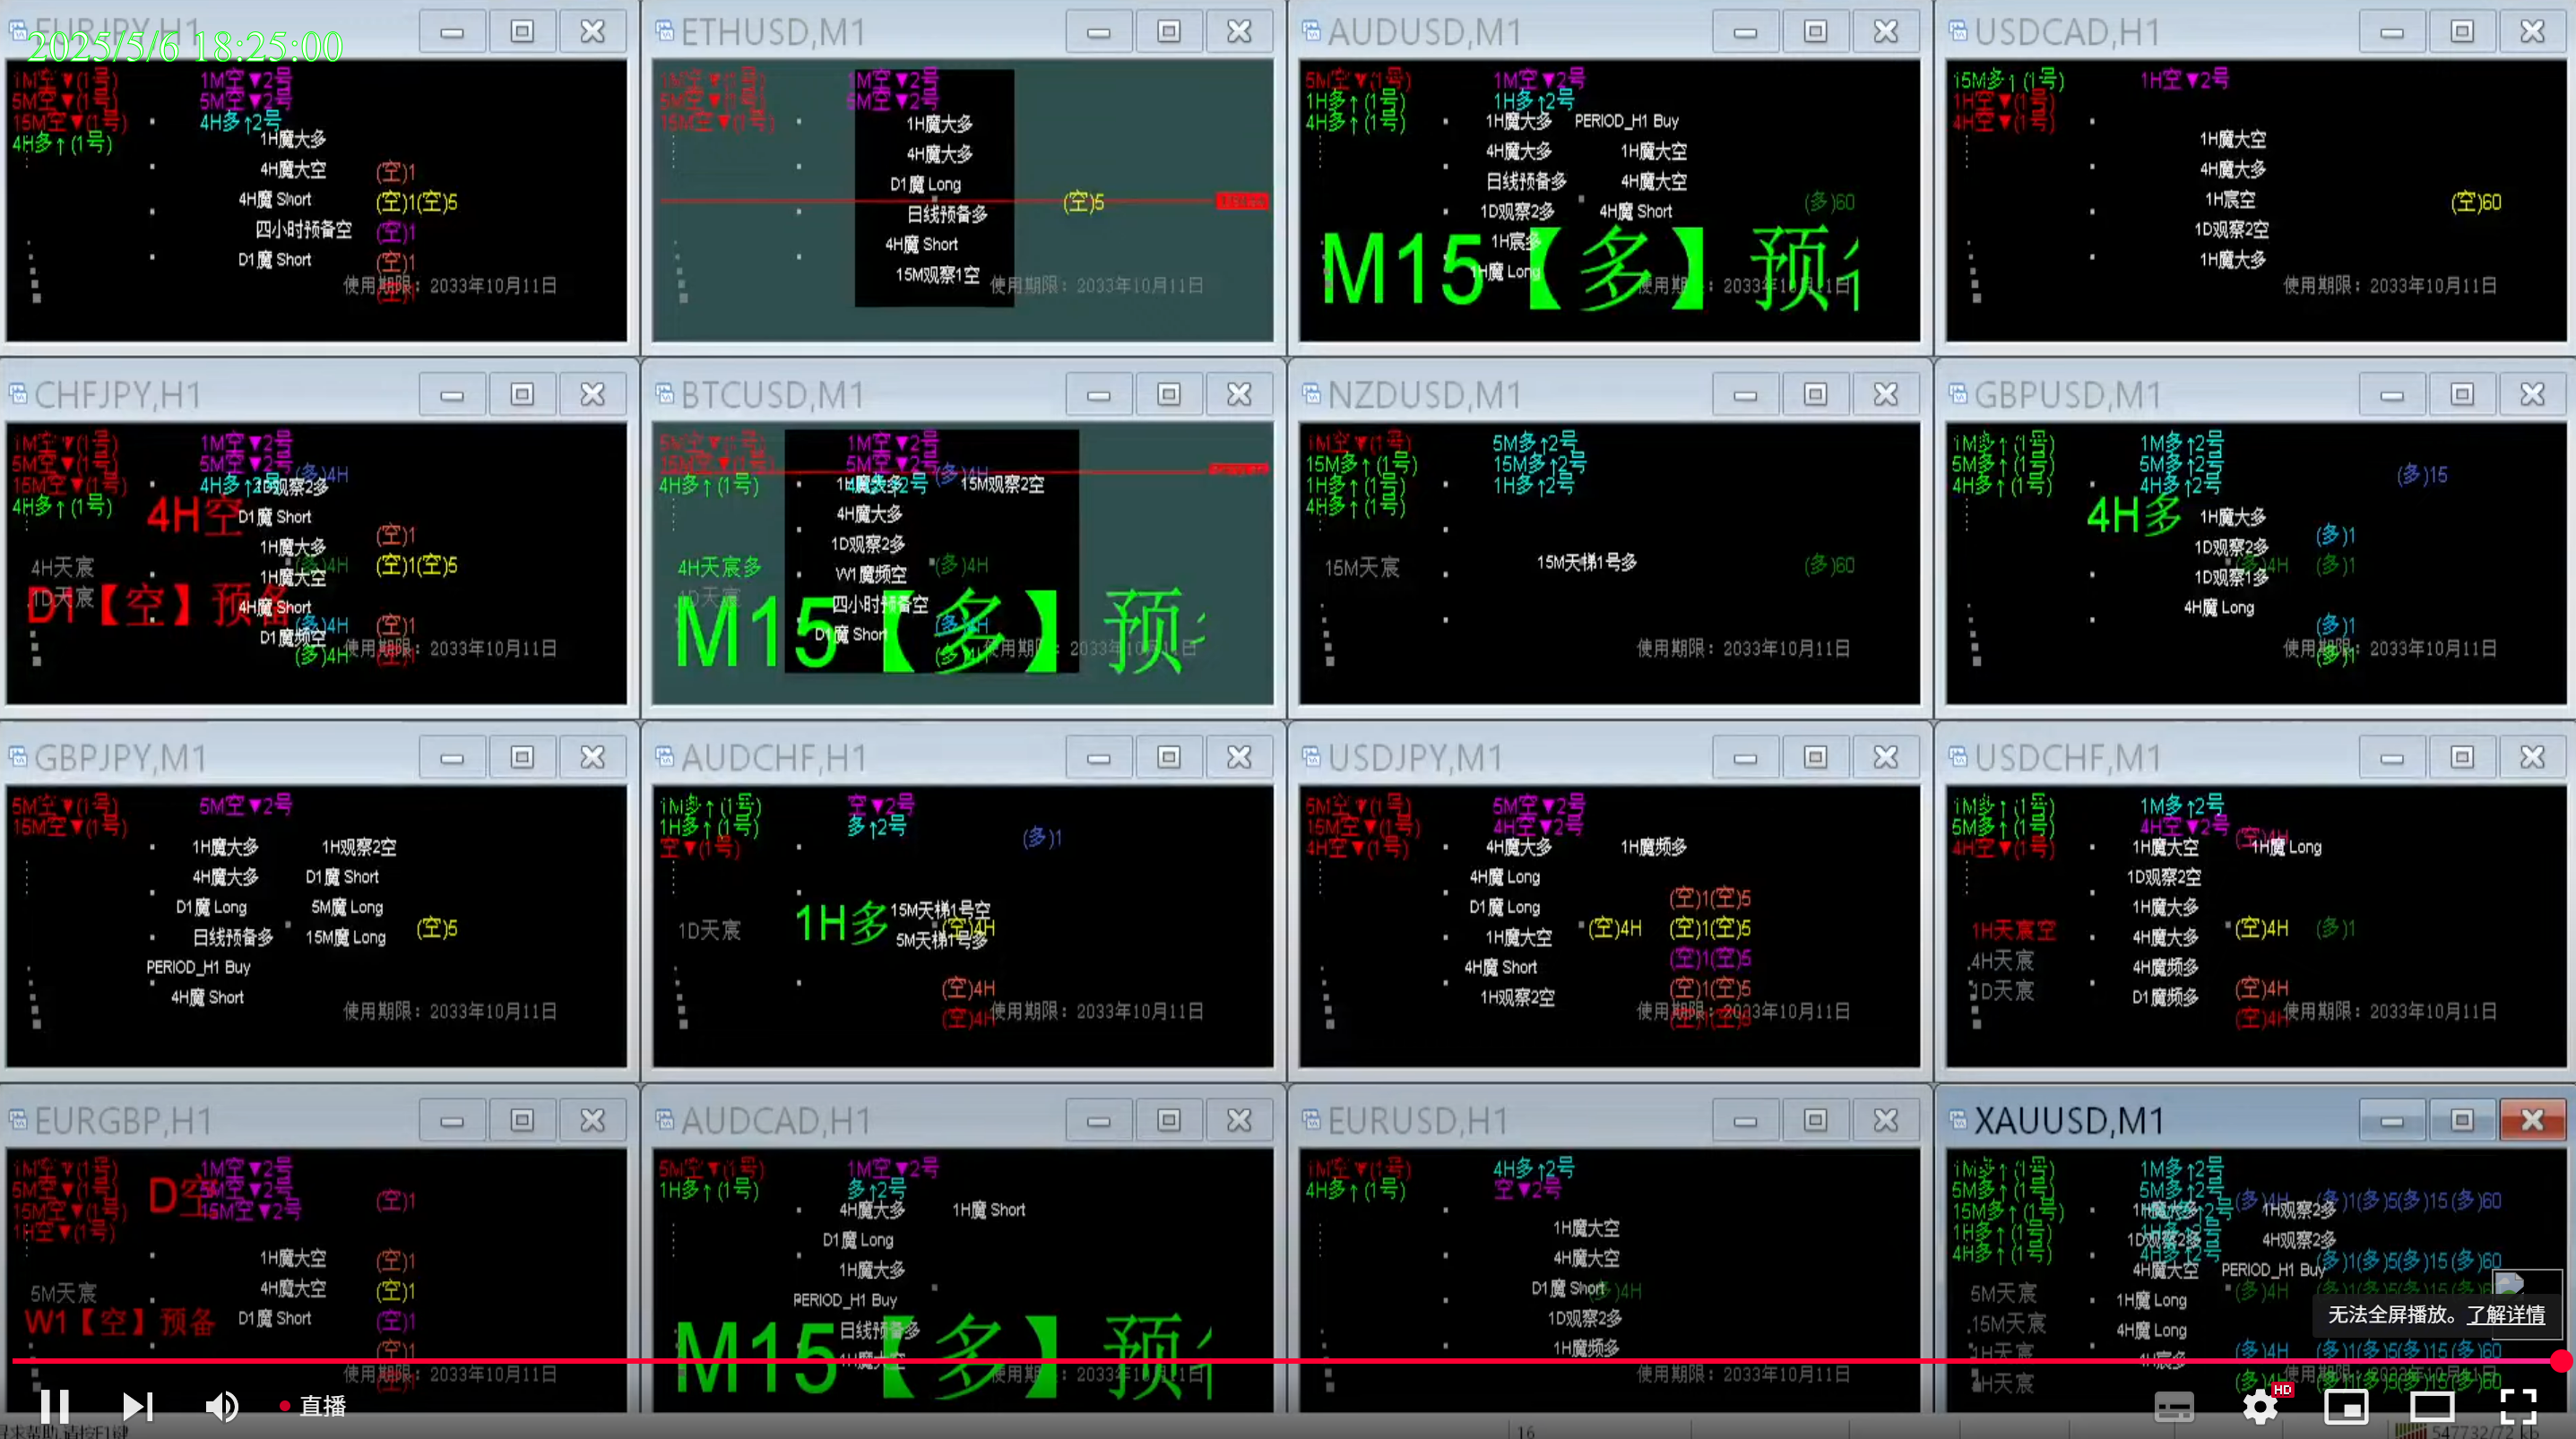 EURJPY,H1
2025/5/6 18:25:00
1M空▼(1号)
5M空▼(1号)
15M空▼(1号)
4H多↑(1号)
1M空▼2号
5M空▼2号
4H多↑2号
1H魔大多
4H魔大空
4H魔 Short
四小时预备空
D1魔 Short
(空)1
(空)1(空)5
(空)1
(空)1
使用期限：2033年10月11日
ETHUSD,M1
1M空▼(1号)
5M空▼(1号)
15M空▼(1号)
1M空▼2号
5M空▼2号
1H魔大多
4H魔大多
D1魔 Long
日线预备多
4H魔 Short
15M观察1空
(空)5
使用期限：2033年10月11日
AUDUSD,M1
5M空▼(1号)
1H多↑(1号)
4H多↑(1号)
1M空▼2号
1H多↑2号
1H魔大多
4H魔大多
日线预备多
1D观察2多
1H宸多
1H魔 Long
PERIOD_H1 Buy
1H魔大空
4H魔大空
4H魔 Short
(多)60
M15【多】预
使用期限：2033年10月11日
USDCAD,H1
15M多↑(1号)
1H空▼(1号)
4H空▼(1号)
1H空▼2号
1H魔大空
4H魔大多
1H宸空
1D观察2空
1H魔大多
(空)60
使用期限：2033年10月11日
CHFJPY,H1
1M空▼(1号)
5M空▼(1号)
15M空▼(1号)
4H多↑(1号)
1M空▼2号
5M空▼2号
4H多↑2号
(多)4H
1D观察2多
4H空
D1魔 Short
1H魔大多
1H魔大空
4H魔 Short
D1魔频空
4H天宸
1D天宸
D1【空】预备
(多)4H
(多)4H
(多)4H
(空)1
(空)1(空)5
(空)1
(空)1
使用期限：2033年10月11日
BTCUSD,M1
5M空▼(1号)
15M空▼(1号)
4H多↑(1号)
1M空▼2号
5M空▼2号
4H多↑2号
(多)4H
1H魔大多
15M观察2空
4H魔大多
1D观察2多
W1魔频空
四小时预备空
D1魔 Short
4H天宸多
1D天宸
(多)4H
(多)4H
(多)4H
M15【多】预
使用期限：2033年10月11日
NZDUSD,M1
1M空▼(1号)
15M多↑(1号)
1H多↑(1号)
4H多↑(1号)
5M多↑2号
15M多↑2号
1H多↑2号
15M天宸
15M天梯1号多
(多)60
使用期限：2033年10月11日
GBPUSD,M1
1M多↑(1号)
5M多↑(1号)
4H多↑(1号)
1M多↑2号
5M多↑2号
4H多↑2号
(多)15
4H多
1H魔大多
1D观察2多
1D观察1多
4H魔 Long
(多)4H
(多)1
(多)1
(多)1
(多)1
使用期限：2033年10月11日
GBPJPY,M1
5M空▼(1号)
15M空▼(1号)
5M空▼2号
1H魔大多
4H魔大多
D1魔 Long
日线预备多
PERIOD_H1 Buy
4H魔 Short
1H观察2空
D1魔 Short
5M魔 Long
15M魔 Long
(空)5
使用期限：2033年10月11日
AUDCHF,H1
1M多↑(1号)
1H多↑(1号)
空▼(1号)
空▼2号
多↑2号
(多)1
1D天宸
1H多
15M天梯1号空
5M天梯1号多
(空)4H
(空)4H
(空)4H
使用期限：2033年10月11日
USDJPY,M1
5M空▼(1号)
15M空▼(1号)
4H空▼(1号)
5M空▼2号
4H空▼2号
4H魔大多
4H魔 Long
D1魔 Long
1H魔大空
4H魔 Short
1H观察2空
1H魔频多
(空)4H
(空)1(空)5
(空)1(空)5
(空)1(空)5
(空)1(空)5
使用期限：2033年10月11日
USDCHF,M1
1M多↑(1号)
5M多↑(1号)
4H空▼(1号)
1M多↑2号
4H空▼2号
(空)4H
1H魔大空
1H魔 Long
1D观察2空
1H魔大多
4H魔大多
4H魔频多
D1魔频多
1H天宸空
4H天宸
1D天宸
(空)4H
(多)1
(空)4H
(空)4H
使用期限：2033年10月11日
EURGBP,H1
1M空▼(1号)
5M空▼(1号)
15M空▼(1号)
1H空▼(1号)
D空
1M空▼2号
5M空▼2号
15M空▼2号
(空)1
1H魔大空
4H魔大空
D1魔 Short
5M天宸
W1【空】预备
(空)1
(空)1
(空)1
(空)1
使用期限：2033年10月11日
AUDCAD,H1
5M空▼(1号)
1H多↑(1号)
1M空▼2号
多↑2号
4H魔大多
1H魔 Short
D1魔 Long
1H魔大多
PERIOD_H1 Buy
日线预备多
M15【多】预
使用期限：2033年10月11日
EURUSD,H1
1M空▼(1号)
4H多↑(1号)
4H多↑2号
空▼2号
1H魔大空
4H魔大空
D1魔 Short
1D观察2多
1H魔频多
(多)4H
使用期限：2033年10月11日
XAUUSD,M1
1M多↑(1号)
5M多↑(1号)
15M多↑(1号)
1H多↑(1号)
4H多↑(1号)
1M多↑2号
5M多↑2号
(多)4H
(多)1(多)5(多)15(多)60
1H观察2多
1D观察2多
4H观察2多
4H魔大空
PERIOD_H1 Buy
(多)1(多)5(多)15(多)60
1H魔 Long
4H魔 Long
5M天宸
15M天宸
1H天宸
(多)4H
(多)4H
(多)1(多)5(多)15(多)60
无法全屏播放。了解详情
直播
HD
16
547732/72 kb